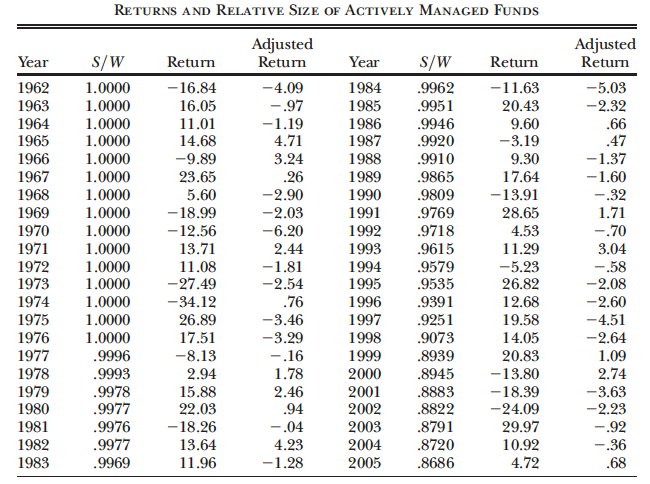 RETURNS AND RELATIVE SIZE OF ACTIVELY MANAGED FUNDS
Adjusted Adjusted
Year S/W Return Return Year S/W Return Return
1962 1.0000 −16.84 −4.09 1984 .9962 −11.63 −5.03
1963 1.0000 16.05 −.97 1985 .9951 20.43 −2.32
1964 1.0000 11.01 −1.19 1986 .9946 9.60 .66
1965 1.0000 14.68 4.71 1987 .9920 −3.19 .47
1966 1.0000 −9.89 3.24 1988 .9910 9.30 −1.37
1967 1.0000 23.65 .26 1989 .9865 17.64 −1.60
1968 1.0000 5.60 −2.90 1990 .9809 −13.91 −.32
1969 1.0000 −18.99 −2.03 1991 .9769 28.65 1.71
1970 1.0000 −12.56 −6.20 1992 .9718 4.53 −.70
1971 1.0000 13.71 2.44 1993 .9615 11.29 3.04
1972 1.0000 11.08 −1.81 1994 .9579 −5.23 −.58
1973 1.0000 −27.49 −2.54 1995 .9535 26.82 −2.08
1974 1.0000 −34.12 .76 1996 .9391 12.68 −2.60
1975 1.0000 26.89 −3.46 1997 .9251 19.58 −4.51
1976 1.0000 17.51 −3.29 1998 .9073 14.05 −2.64
1977 .9996 −8.13 −.16 1999 .8939 20.83 1.09
1978 .9993 2.94 1.78 2000 .8945 −13.80 2.74
1979 .9978 15.88 2.46 2001 .8883 −18.39 −3.63
1980 .9977 22.03 .94 2002 .8822 −24.09 −2.23
1981 .9976 −18.26 −.04 2003 .8791 29.97 −.92
1982 .9977 13.64 4.23 2004 .8720 10.92 −.36
1983 .9969 11.96 −1.28 2005 .8686 4.72 .68